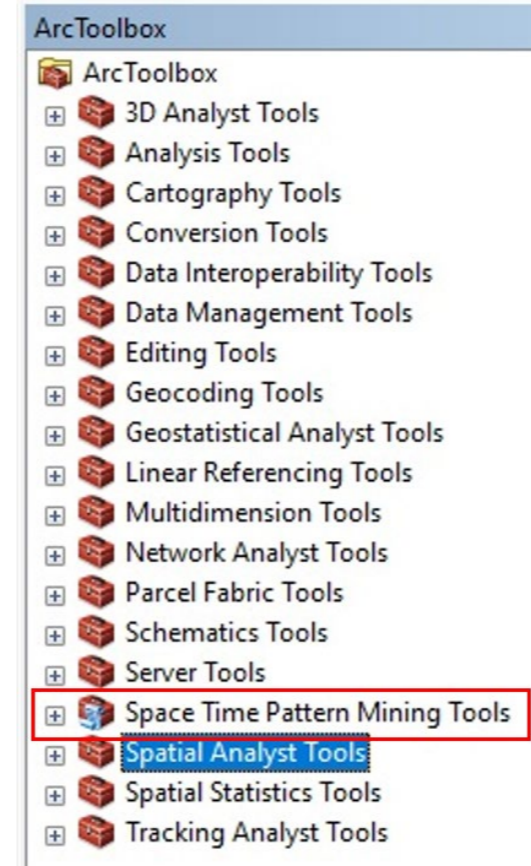 ArcToolbox
ArcToolbox
3D Analyst Tools
Analysis Tools
Cartography Tools
Conversion Tools
Data Interoperability Tools
Data Management Tools
Editing Tools
Geocoding Tools
Geostatistical Analyst Tools
Linear Referencing Tools
Multidimension Tools
Network Analyst Tools
Parcel Fabric Tools
Schematics Tools
Server Tools
Space Time Pattern Mining Tools
Spatial Analyst Tools
Spatial Statistics Tools
Tracking Analyst Tools